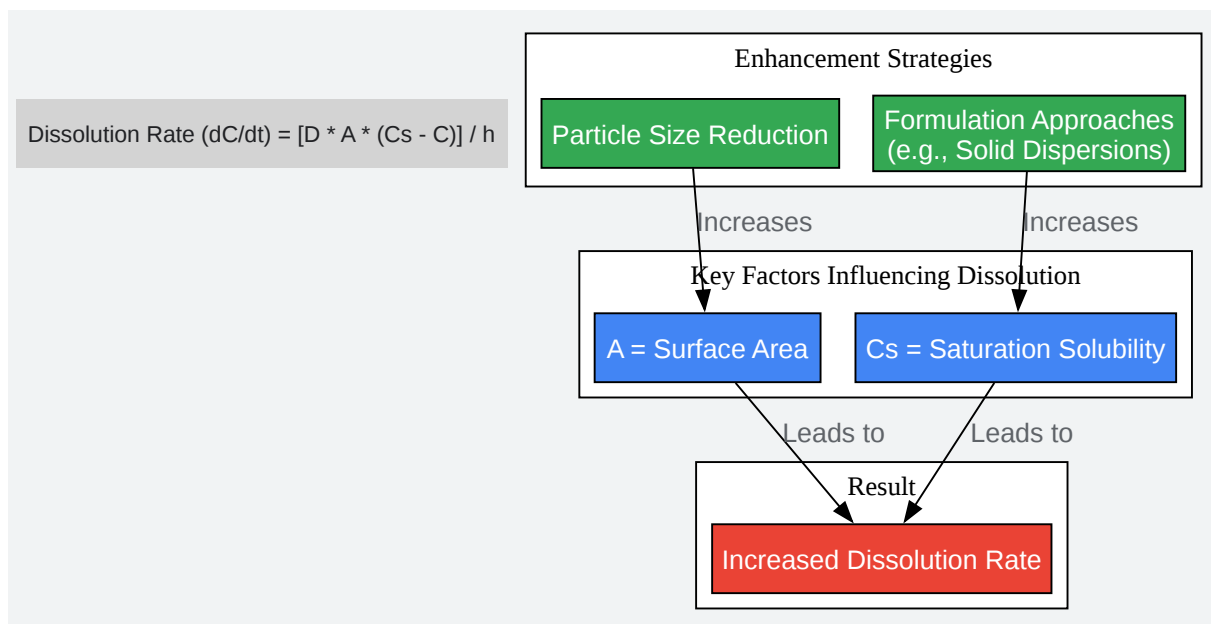 Enhancement Strategies
Dissolution Rate (dC/dt) = [D * A * (Cs - C)] / h
Particle Size Reduction
Formulation Approaches
(e.g., Solid Dispersions)
Increases
Increases
Key Factors Influencing Dissolution
A = Surface Area
Cs = Saturation Solubility
Leads to
Leads to
Result
Increased Dissolution Rate